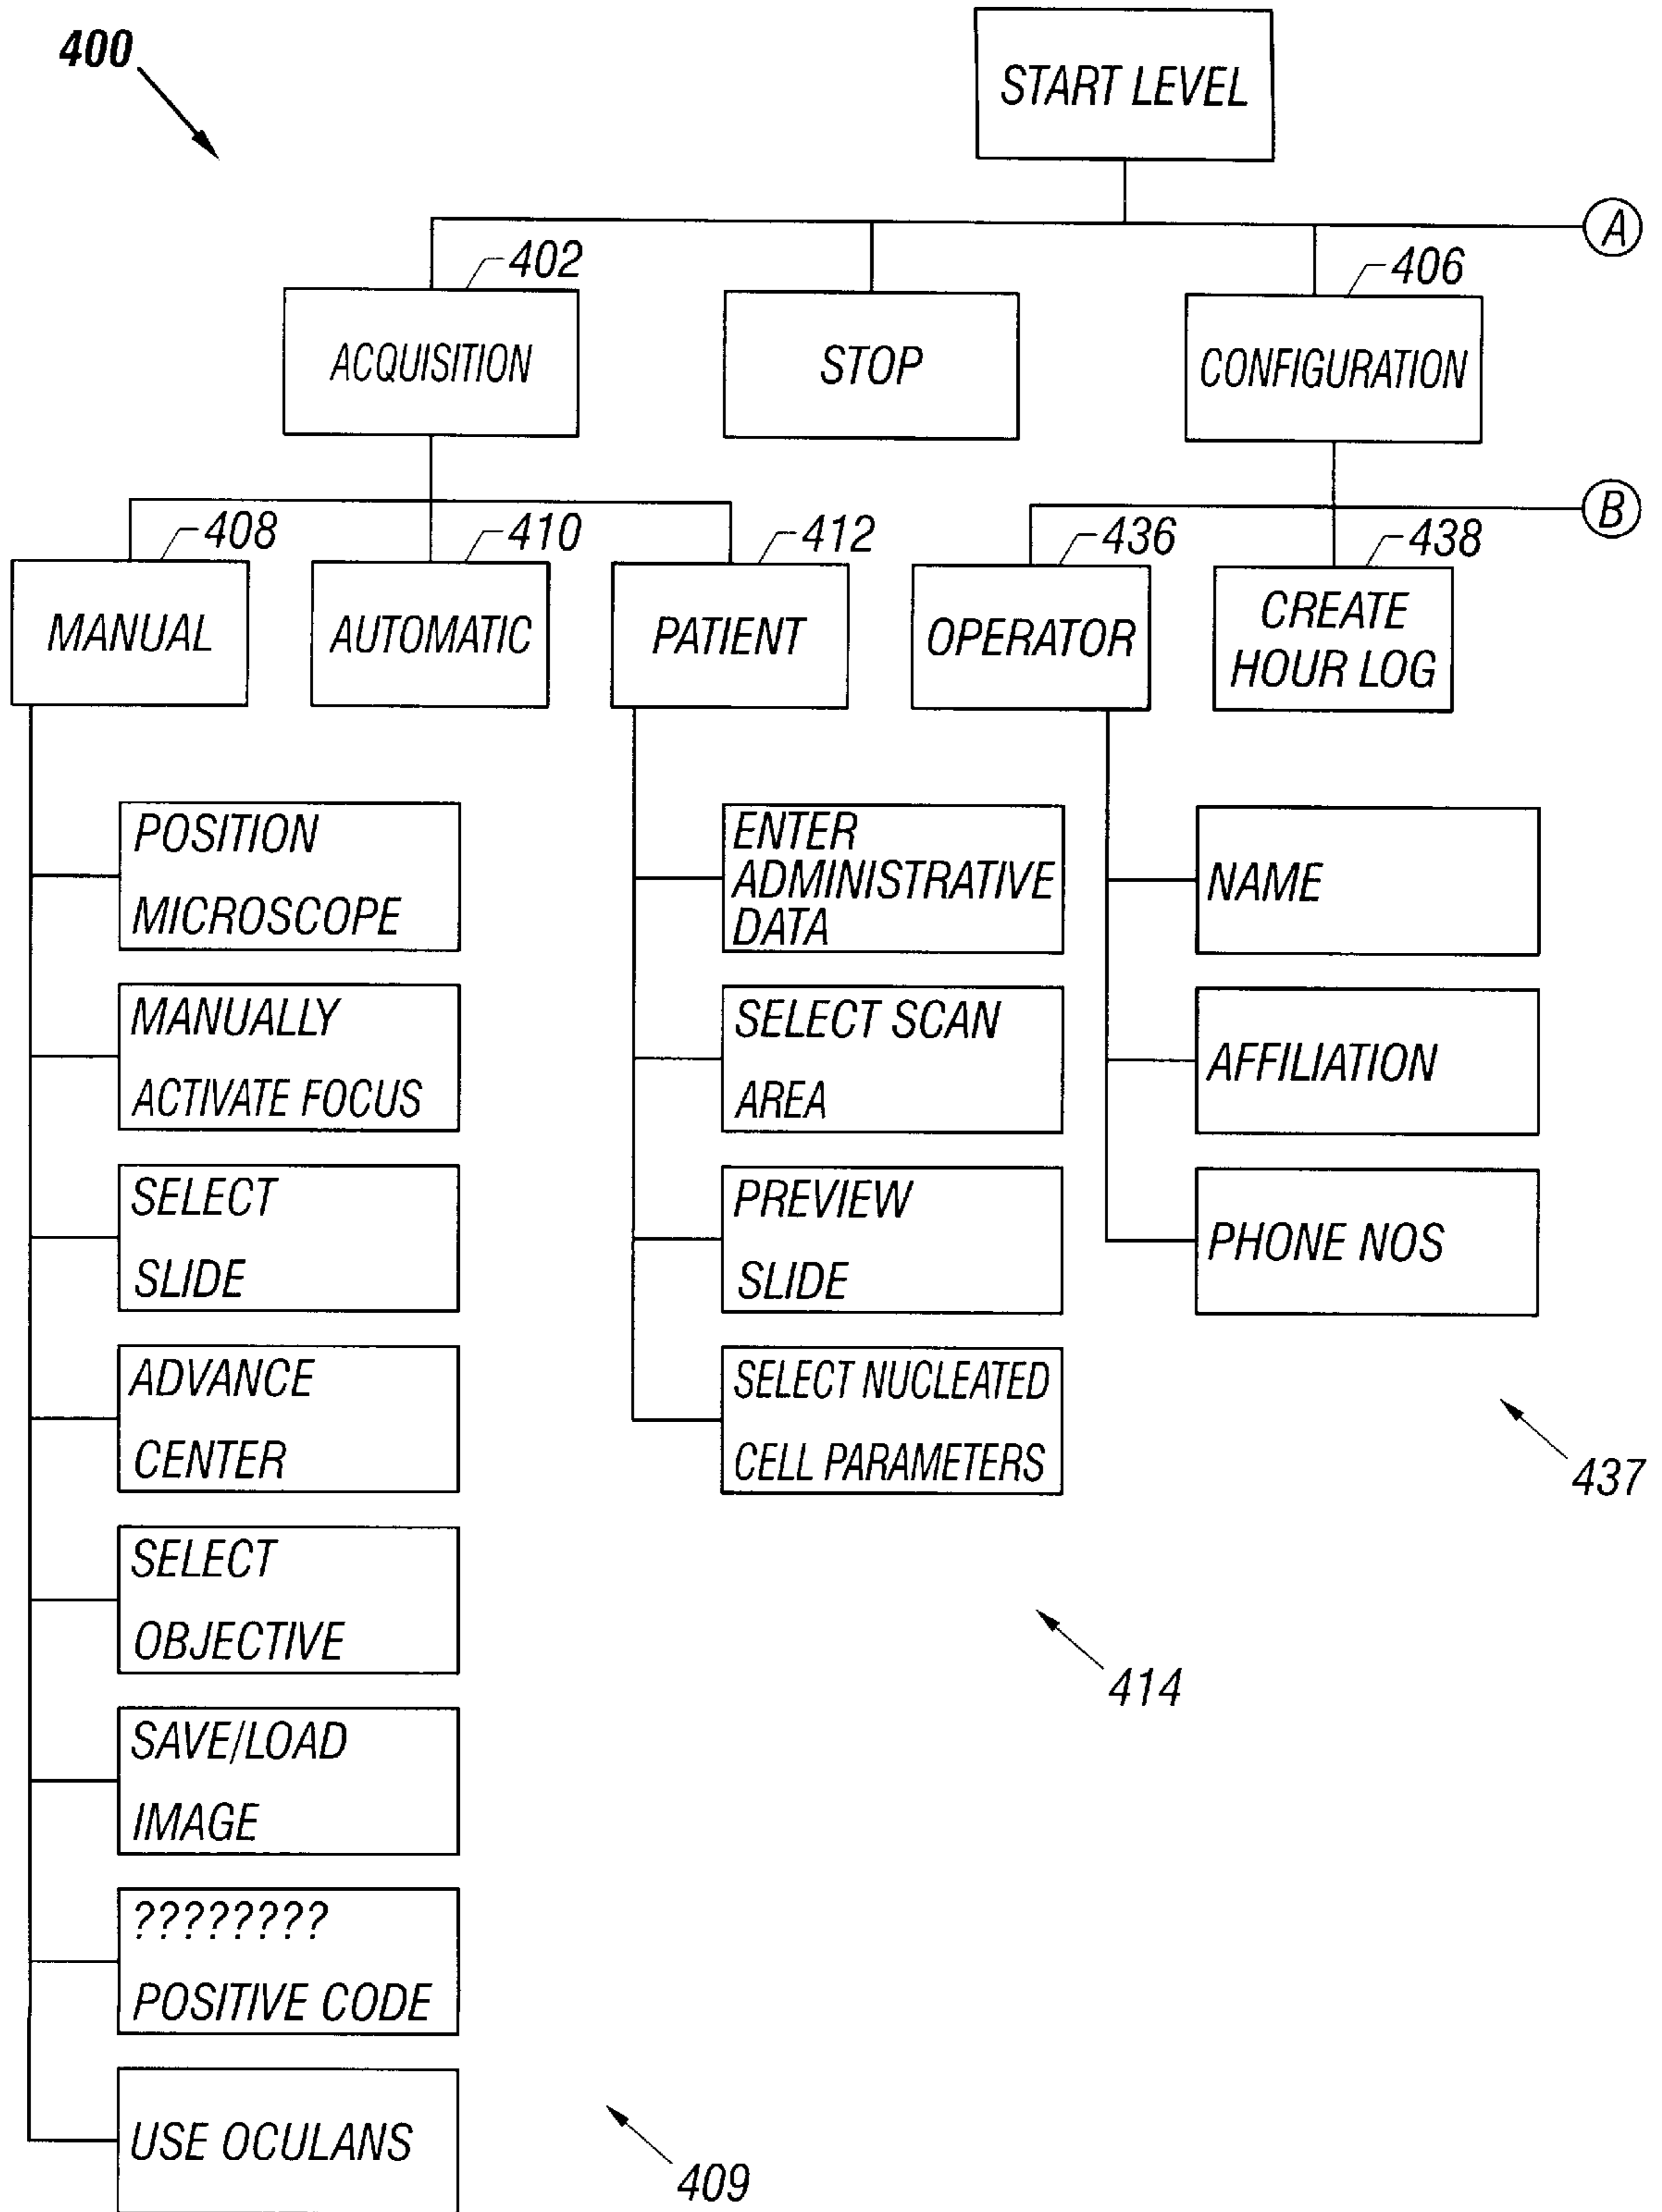 400
START LEVEL
A
402
406
ACQUISITION
STOP
CONFIGURATION
B
408
410
412
436
438
MANUAL
AUTOMATIC
PATIENT
OPERATOR
CREATE
HOUR LOG
POSITION
MICROSCOPE
MANUALLY
ACTIVATE FOCUS
SELECT
SLIDE
ADVANCE
CENTER
SELECT
OBJECTIVE
SAVE/LOAD
IMAGE
????????
POSITIVE CODE
USE OCULANS
409
ENTER
ADMINISTRATIVE
DATA
SELECT SCAN
AREA
PREVIEW
SLIDE
SELECT NUCLEATED
CELL PARAMETERS
414
NAME
AFFILIATION
PHONE NOS
437